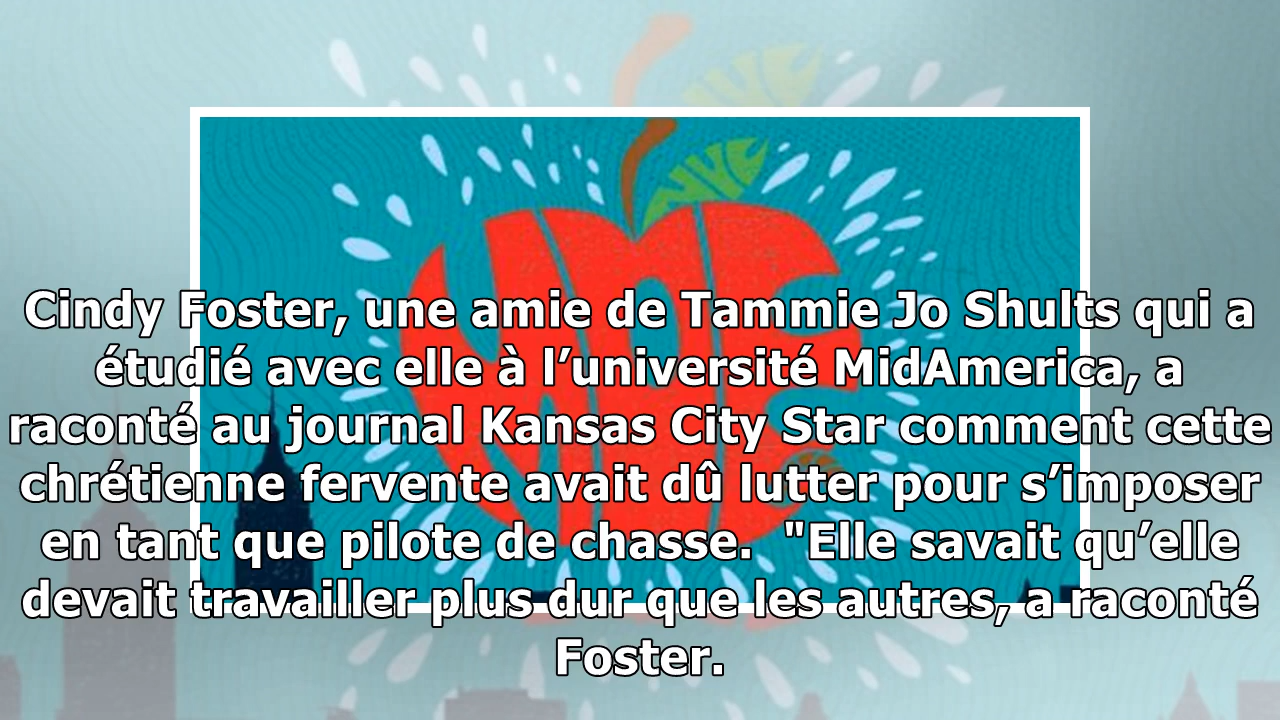 NYC
Cindy Foster, une amie de Tammie Jo Shults qui a
étudié avec elle à l’université MidAmerica, a
raconté au journal Kansas City Star comment cette
chrétienne fervente avait dû lutter pour s’imposer
en tant que pilote de chasse.  "Elle savait qu’elle
devait travailler plus dur que les autres, a raconté
Foster.